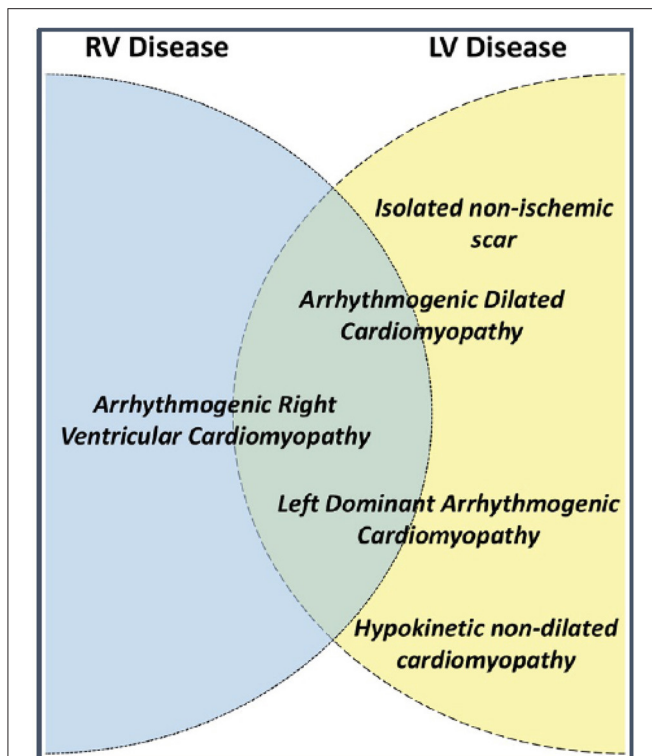 RV Disease
LV Disease
Isolated non-ischemic
scar
Arrhythmogenic Dilated
Cardiomyopathy
Arrhythmogenic Right
Ventricular Cardiomyopathy
Left Dominant Arrhythmogenic
Cardiomyopathy
Hypokinetic non-dilated
cardiomyopathy